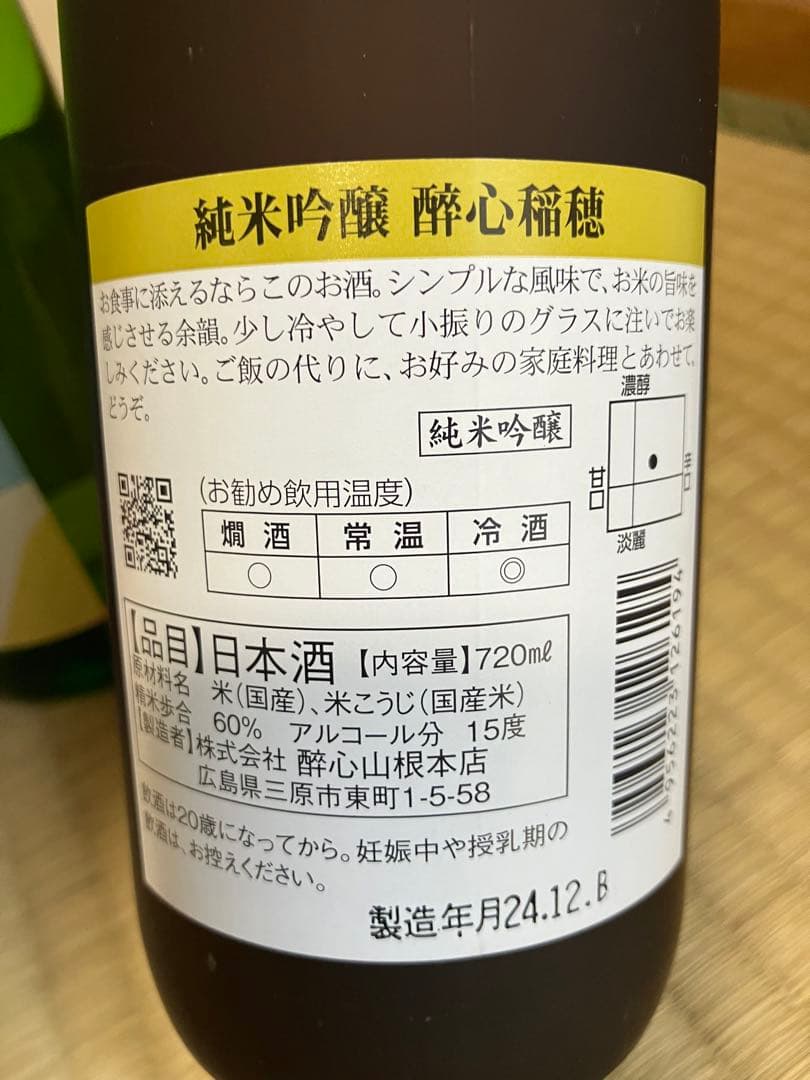 純米吟醸 酔心稲穂
お食事に添えるならこのお酒。シンプルな風味で、お米の旨味を
感じさせる余韻。少し冷やして小振りのグラスに注いでお楽
しみください。ご飯の代りに、お好みの家庭料理とあわせて、
どうぞ。
純米吟醸
濃醇
甘口
辛口
淡麗
(お勧め飲用温度)
燗酒 常温 冷酒
○ ○ ◎
【品目】日本酒【内容量】720㎖
原材料名 米(国産)、米こうじ(国産米)
精米歩合 60% アルコール分 15度
【製造者】株式会社 醉心山根本店
広島県三原市東町1-5-58
飲酒は20歳になってから。妊娠中や授乳期の
飲酒は、お控えください。
製造年月24.12.B
4956223126194